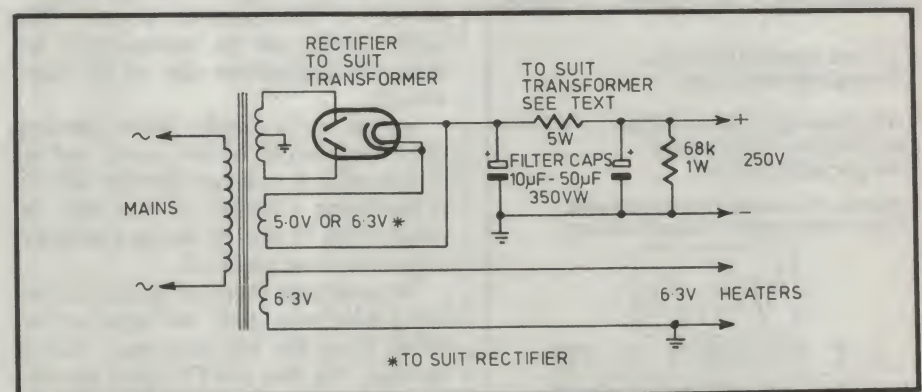 RECTIFIER
TO SUIT
TRANSFORMER
TO SUIT
TRANSFORMER
SEE TEXT
5W
+
+
+
FILTER CAPS
10µF-50µF
350VW
68k
1W
250V
-
MAINS
5·0V OR 6·3V *
6·3V
6·3V HEATERS
*TO SUIT RECTIFIER